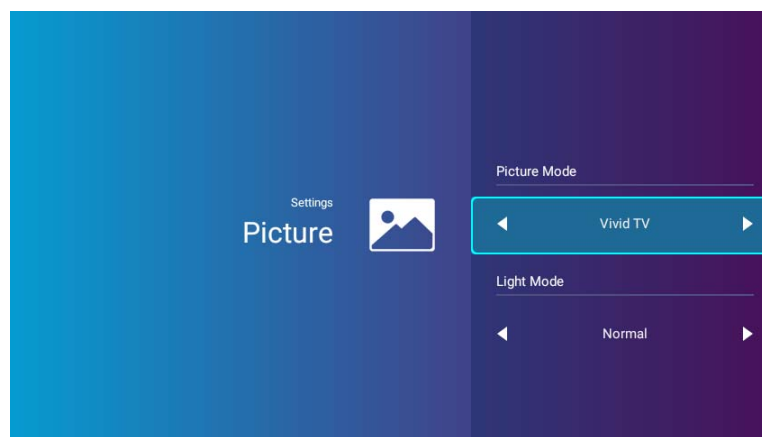 Settings
Picture
Picture Mode
Vivid TV
Light Mode
Normal